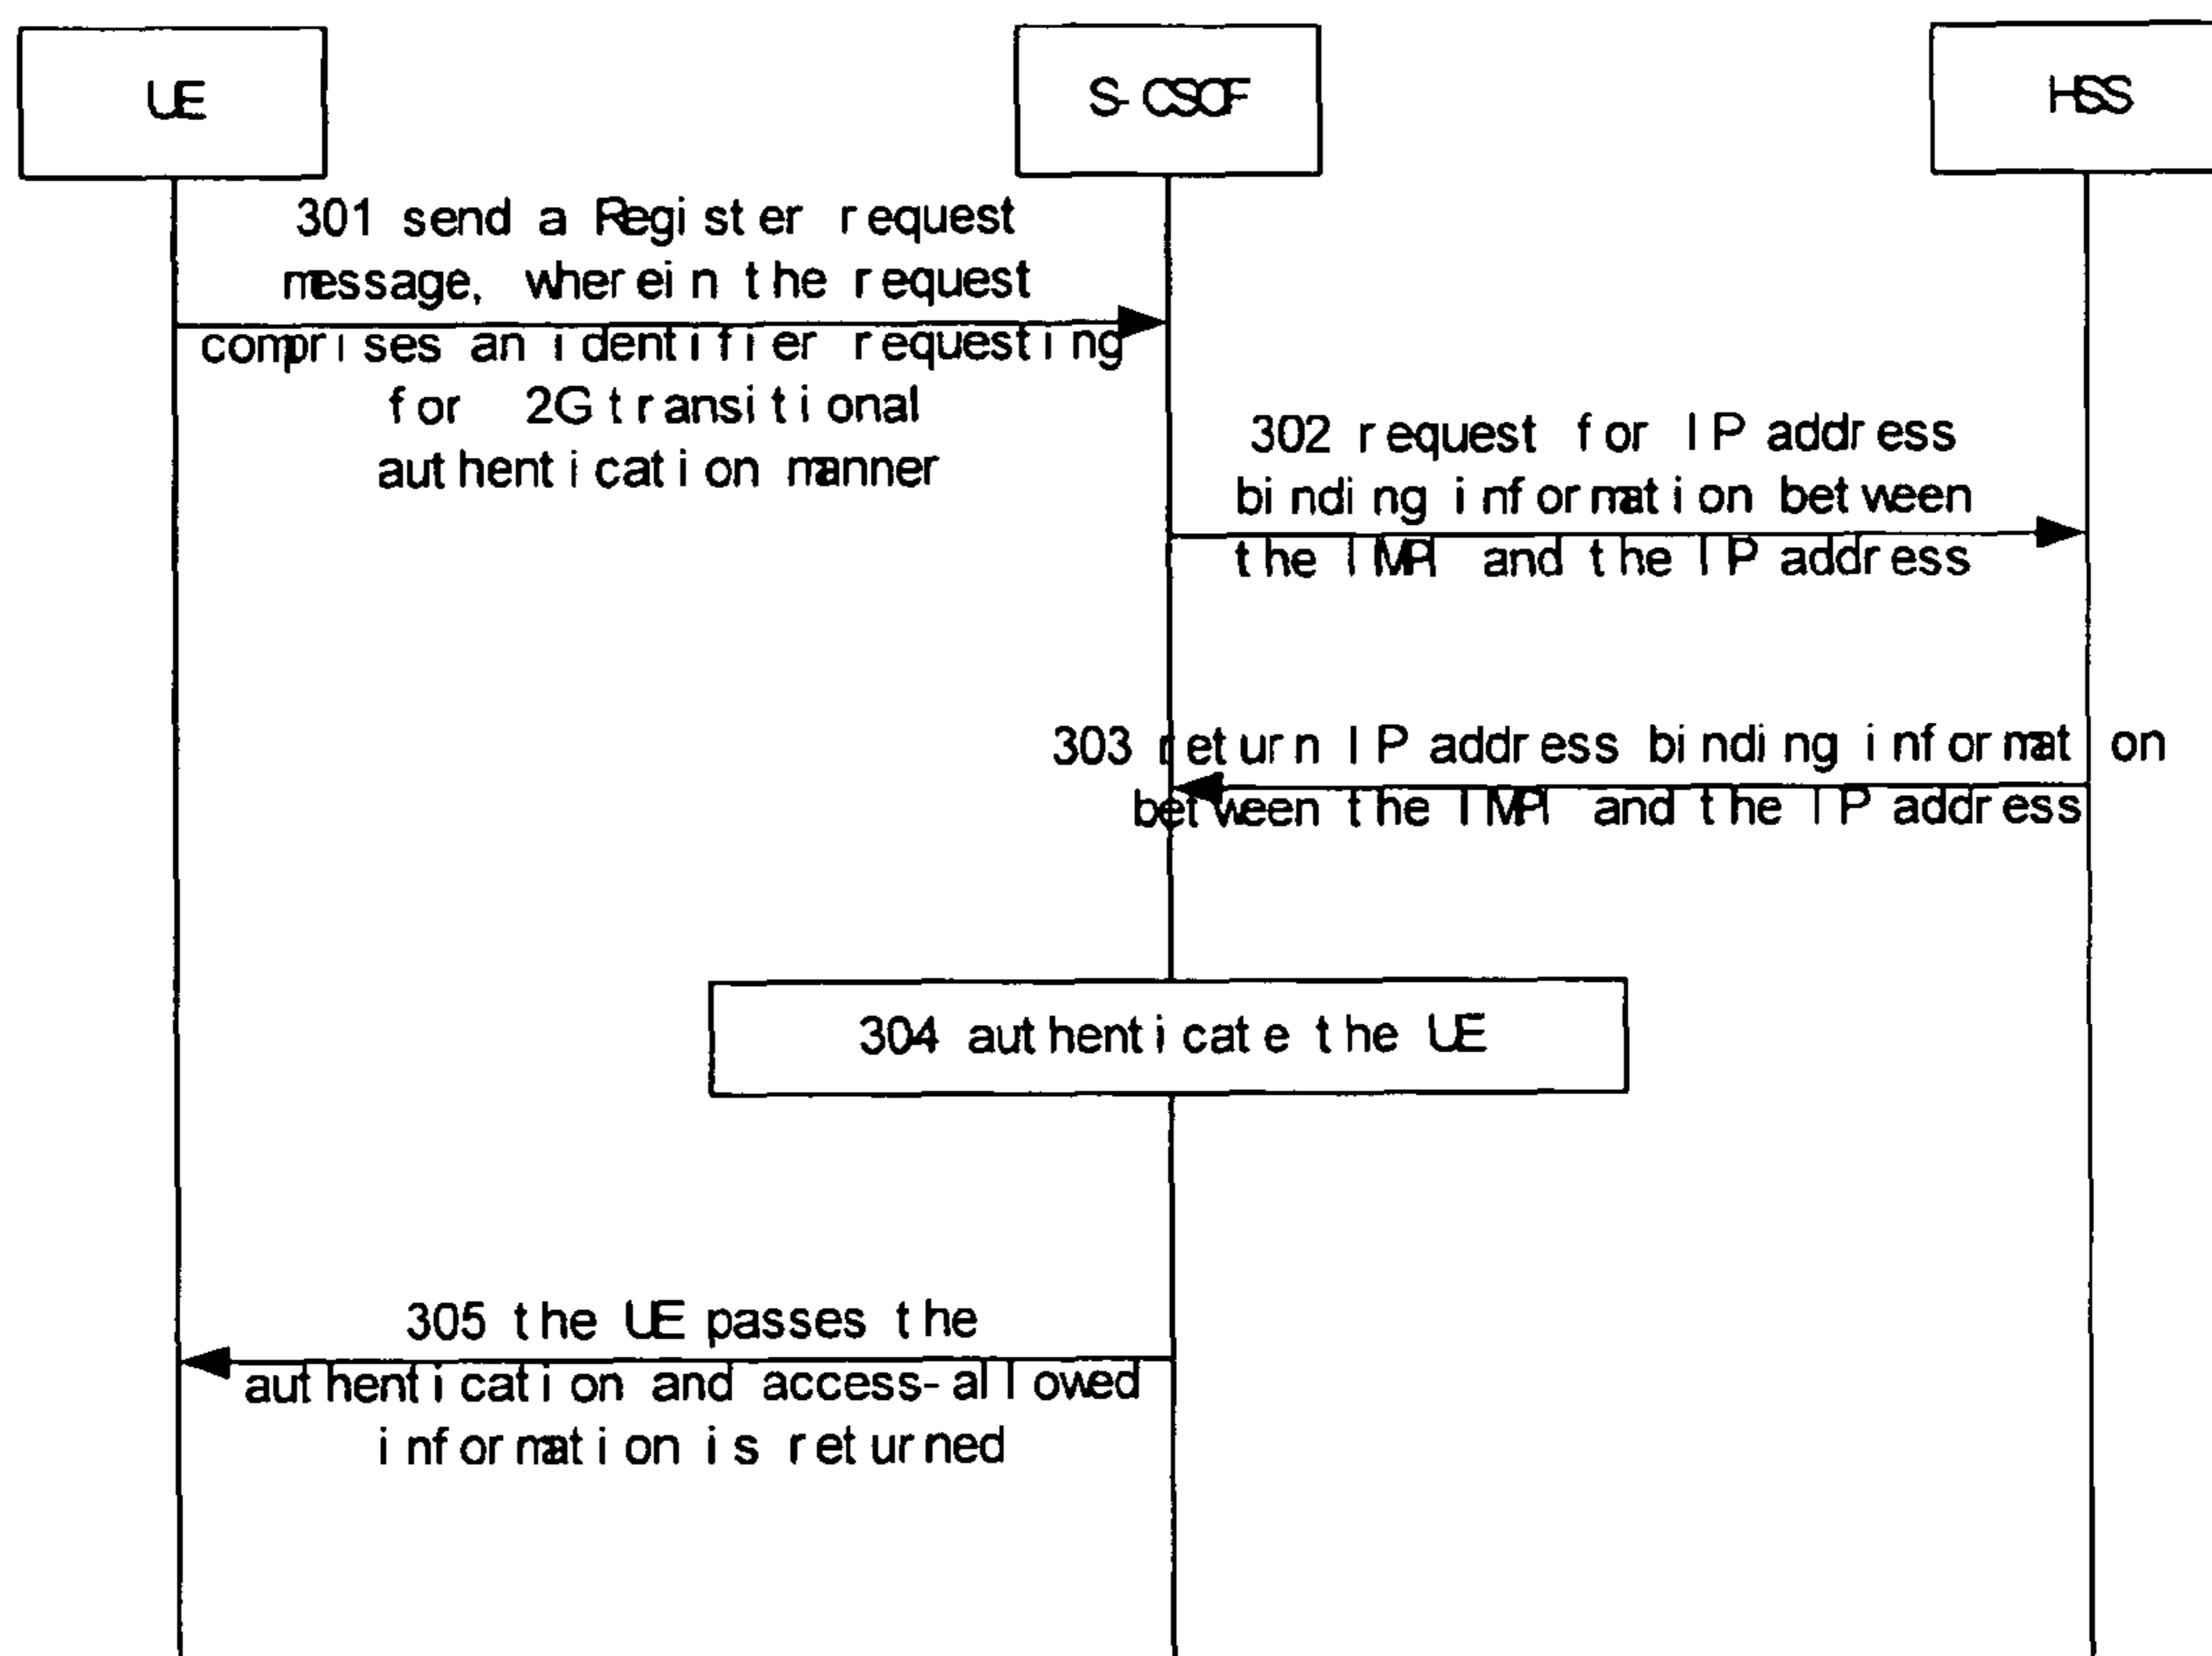 UE
S-CSCF
HSS
301 send a Register request
message, wherein the request
comprises an identifier requesting
for 2G transitional
authentication manner
302 request for IP address
binding information between
the IMPI and the IP address
303 return IP address binding information
between the IMPI and the IP address
304 authenticate the UE
305 the UE passes the
authentication and access-allowed
information is returned